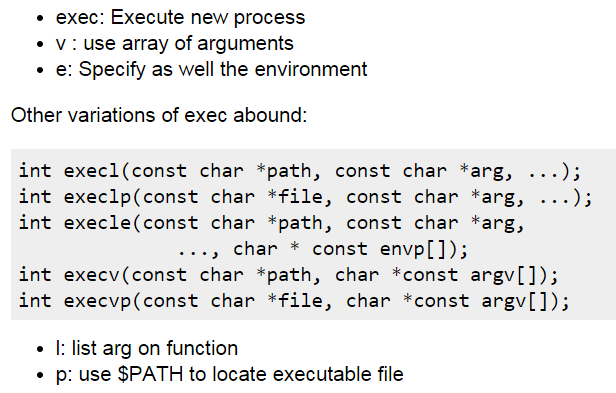 • exec: Execute new process
• v : use array of arguments
• e: Specify as well the environment
Other variations of exec abound:
int execl(const char *path, const char *arg, ...);
int execlp(const char *file, const char *arg, ...);
int execle(const char *path, const char *arg,
..., char * const envp[]);
int execv(const char *path, char *const argv[]);
int execvp(const char *file, char *const argv[]);
• l: list arg on function
• p: use $PATH to locate executable file